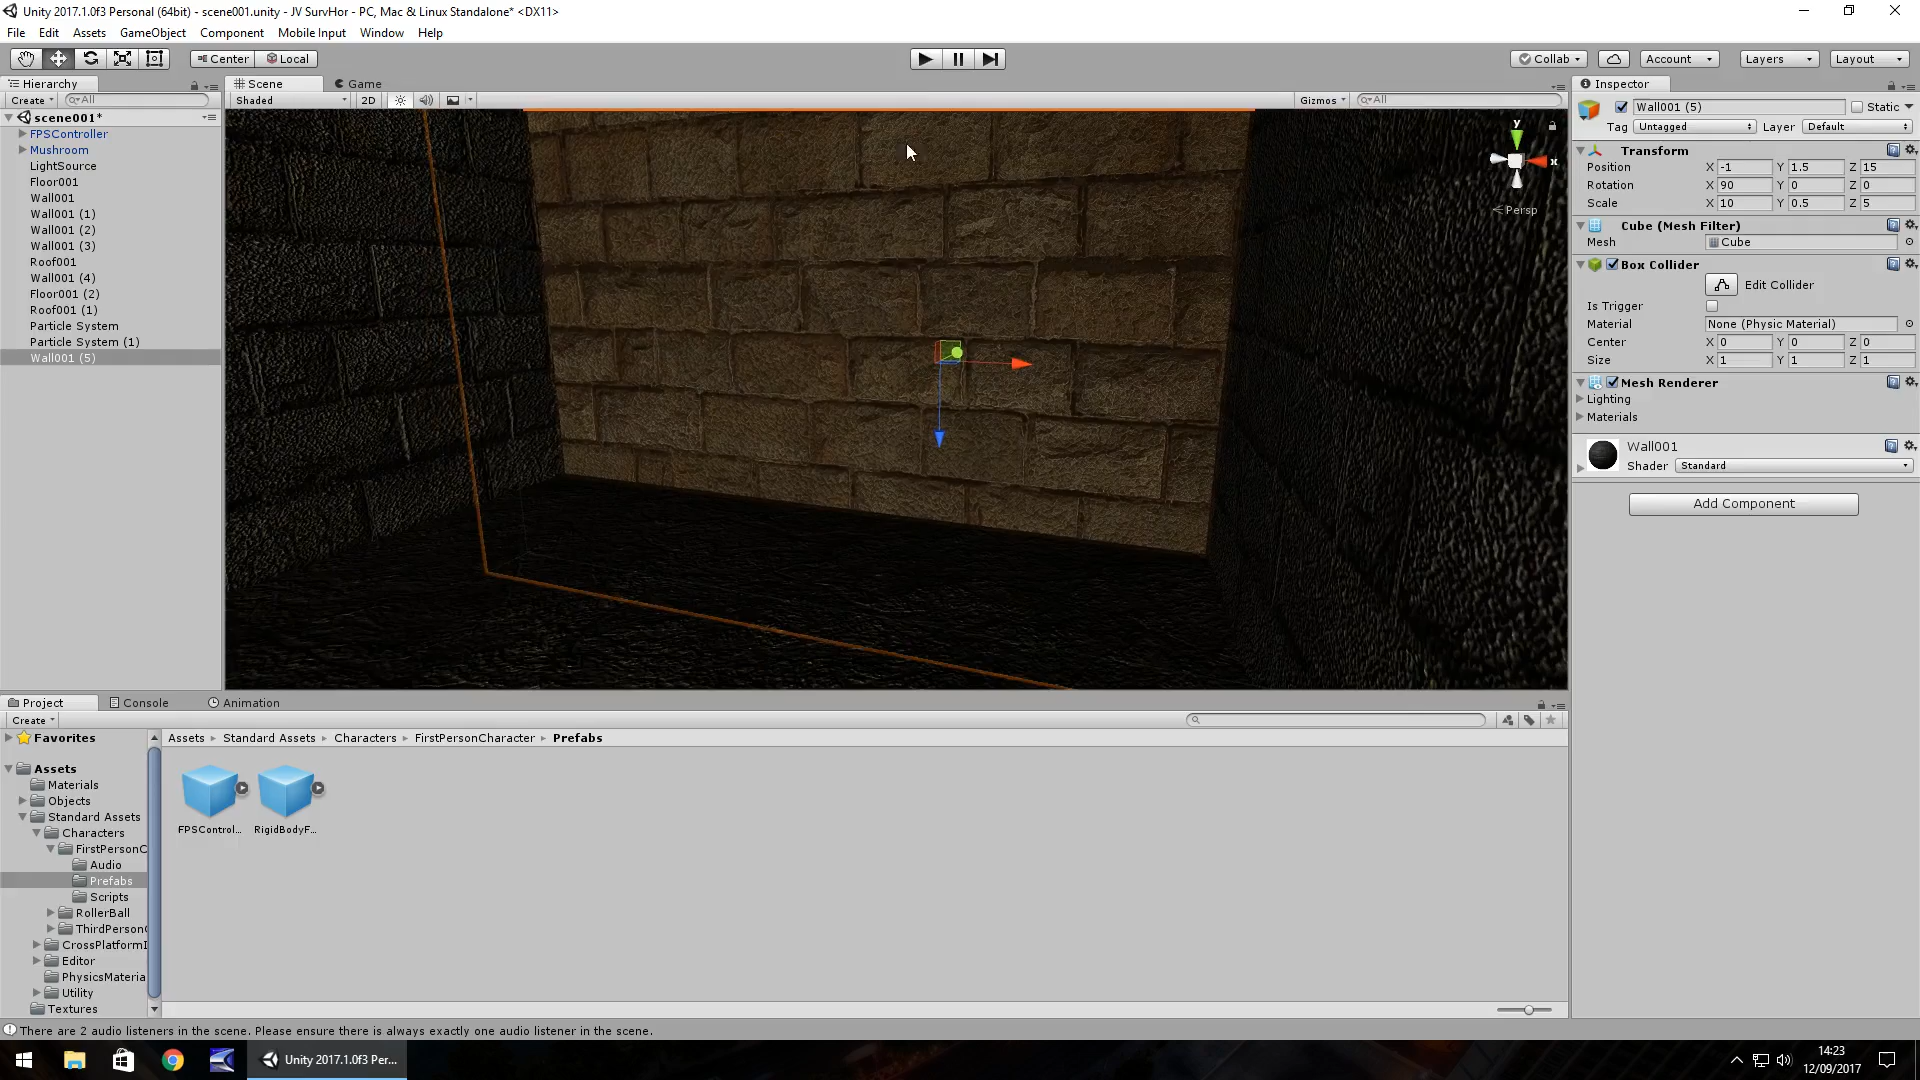 Unity 2017.1.0f3 Personal (64bit) - scene001.unity - JV SurvHor - PC, Mac & Linux Standalone* <DX11>
File Edit Assets GameObject Component Mobile Input Window Help
Center Local Collab Account Layers Layout
Hierarchy
Create All
scene001*
FPSController
Mushroom
LightSource
Floor001
Wall001
Wall001 (1)
Wall001 (2)
Wall001 (3)
Roof001
Wall001 (4)
Floor001 (2)
Roof001 (1)
Particle System
Particle System (1)
Wall001 (5)
Scene Game
Shaded 2D Gizmos All
y
x
Persp
Inspector
Wall001 (5) Static
Tag Untagged Layer Default
Transform
Position X -1 Y 1.5 Z 15
Rotation X 90 Y 0 Z 0
Scale X 10 Y 0.5 Z 5
Cube (Mesh Filter)
Mesh Cube
Box Collider
Edit Collider
Is Trigger
Material None (Physic Material)
Center X 0 Y 0 Z 0
Size X 1 Y 1 Z 1
Mesh Renderer
Lighting
Materials
Wall001
Shader Standard
Add Component
Project Console Animation
Create
Favorites
Assets
Materials
Objects
Standard Assets
Characters
FirstPersonC
Audio
Prefabs
Scripts
RollerBall
ThirdPerson
CrossPlatformI
Editor
PhysicsMateria
Utility
Textures
Assets Standard Assets Characters FirstPersonCharacter Prefabs
FPSControl... RigidBodyF...
There are 2 audio listeners in the scene. Please ensure there is always exactly one audio listener in the scene.
Unity 2017.1.0f3 Per...
14:23
12/09/2017